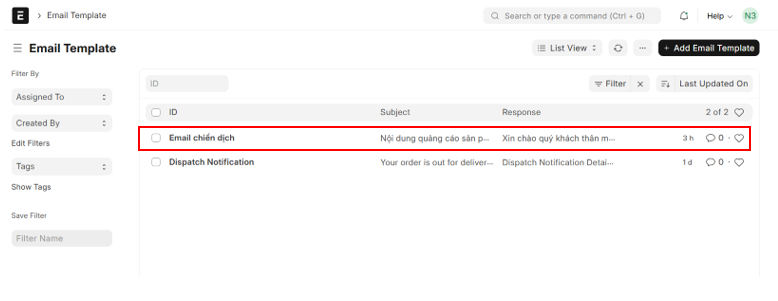 E
Email Template
Search or type a command (Ctrl + G)
Help
N3
Email Template
List View
+ Add Email Template
Filter By
Assigned To
Created By
Edit Filters
Tags
Show Tags
Save Filter
Filter Name
ID
Filter
Last Updated On
ID Subject Response 2 of 2
Email chiến dịch Nội dung quảng cáo sản p... Xin chào quý khách thân m... 3 h 0
Dispatch Notification Your order is out for deliver... Dispatch Notification Detai... 1 d 0